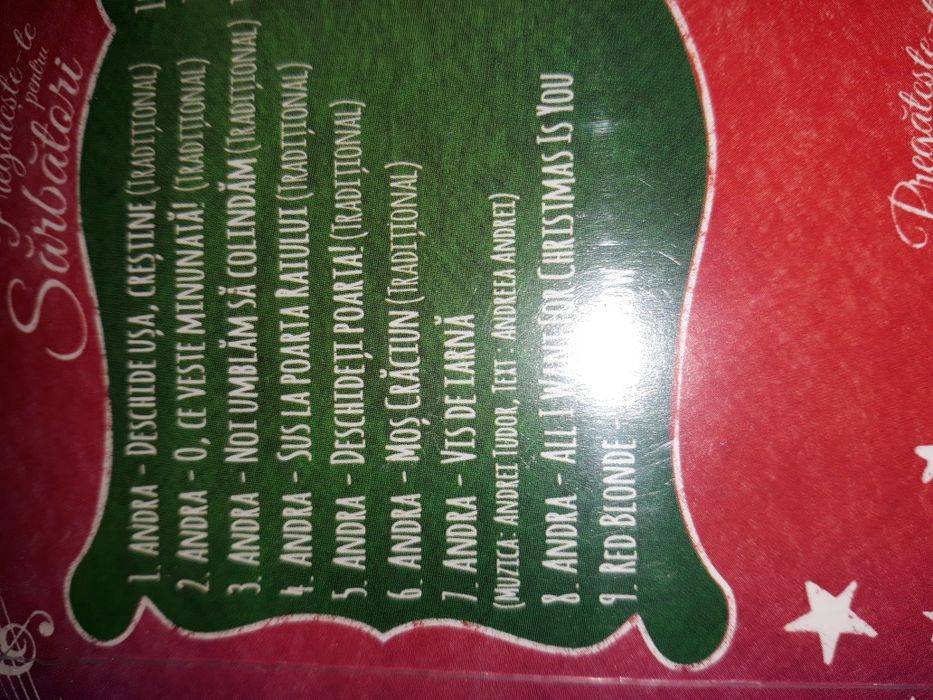 Pregătește-te
pentru
Sărbători
1. ANDRA - DESCHIDE UȘA, CREȘTINE (TRADIȚIONAL)
2. ANDRA - O, CE VESTE MINUNATĂ! (TRADIȚIONAL)
3. ANDRA - NOI UMBLĂM SĂ COLINDĂM (TRADIȚIONAL)
4. ANDRA - SUS LA POARTA RAIULUI (TRADIȚIONAL)
5. ANDRA - DESCHIDEȚI POARTA! (TRADIȚIONAL)
6. ANDRA - MOȘ CRĂCIUN (TRADIȚIONAL)
7. ANDRA - VIS DE IARNĂ
(MUZICA: ANDREI TUDOR, TEXT: ANDREEA ANDREI)
8. ANDRA - ALL I WANT FOR CHRISTMAS IS YOU
9. RED BLONDE -
Pregătește-